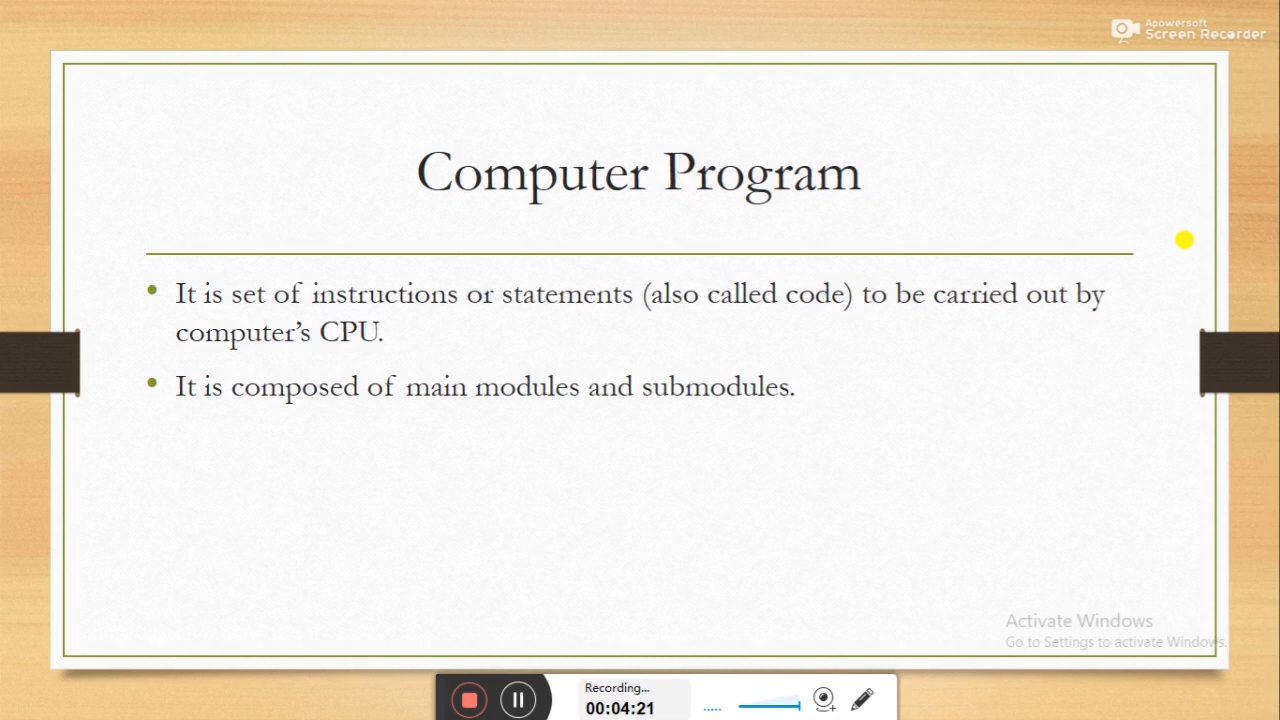 Apowersoft
Screen Recorder
Computer Program
• It is set of instructions or statements (also called code) to be carried out by
computer’s CPU.
• It is composed of main modules and submodules.
Activate Windows
Go to Settings to activate Windows.
Recording...
00:04:21